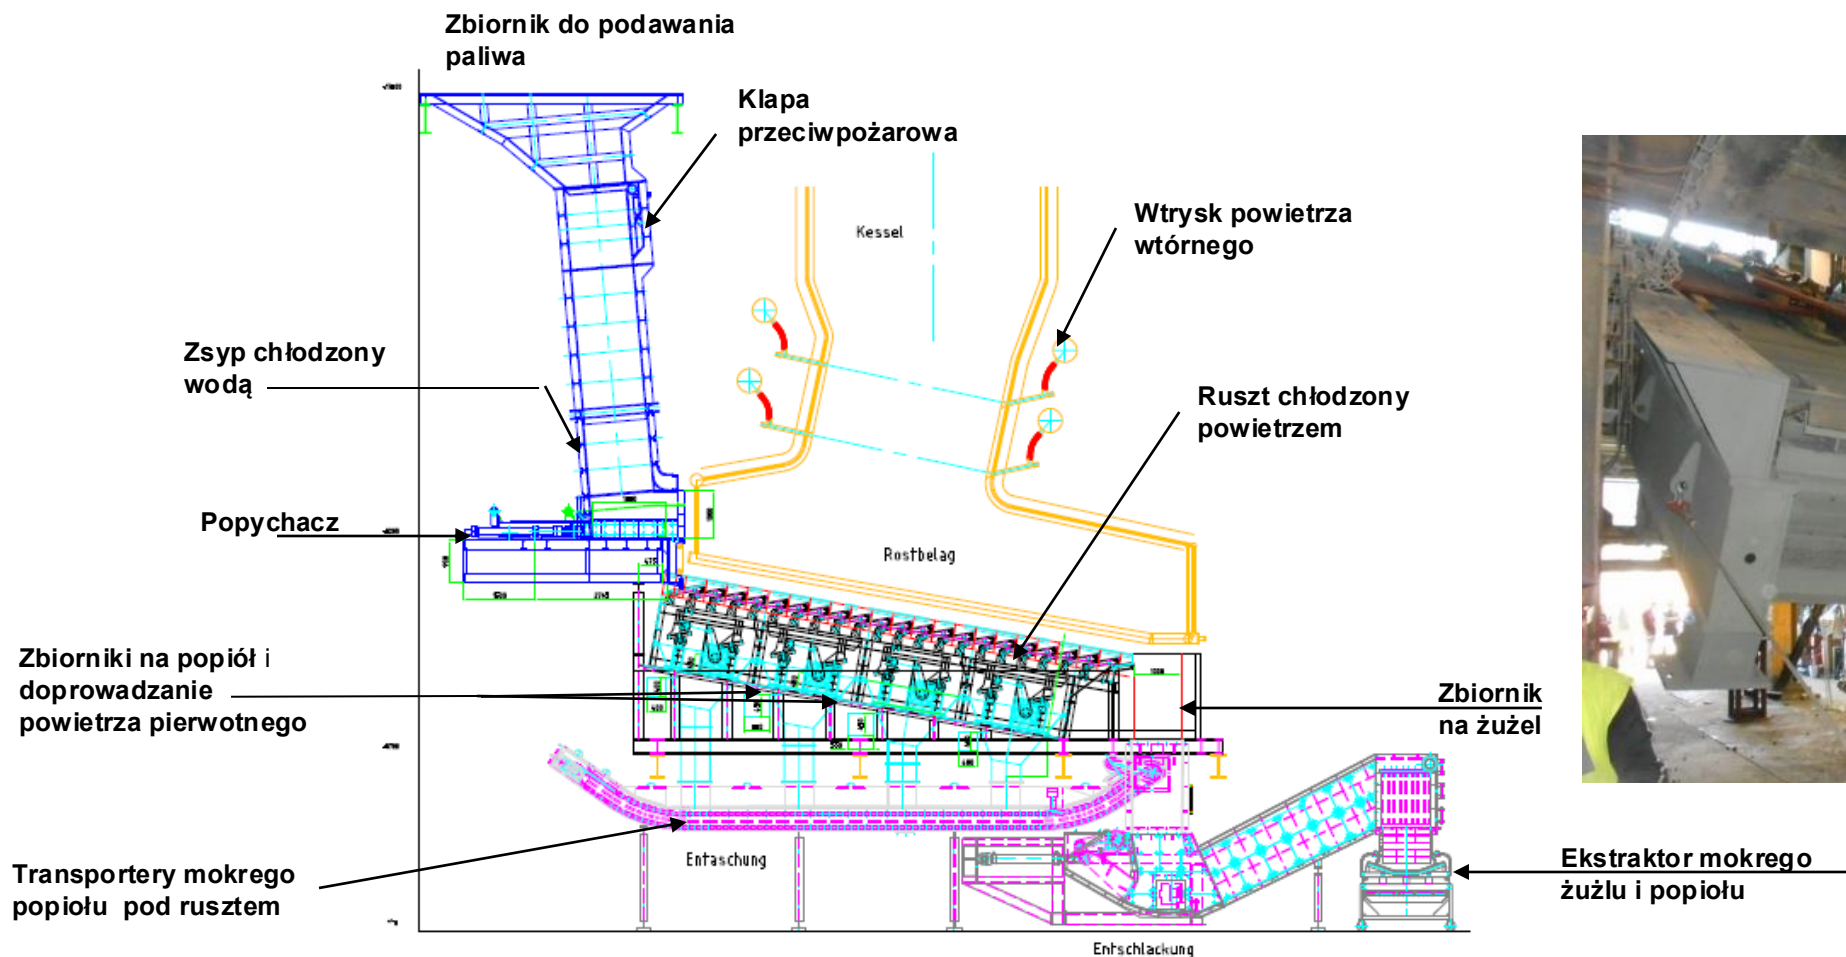 Zbiornik do podawania
paliwa
Klapa
przeciwpożarowa
Kessel
Wtrysk powietrza
wtórnego
Zsyp chłodzony
wodą
Ruszt chłodzony
powietrzem
Popychacz
Rostbelag
Zbiorniki na popiół i
doprowadzanie
powietrza pierwotnego
Zbiornik
na żużel
Entaschung
Transportery mokrego
popiołu pod rusztem
Ekstraktor mokrego
żużlu i popiołu
Entschlackung